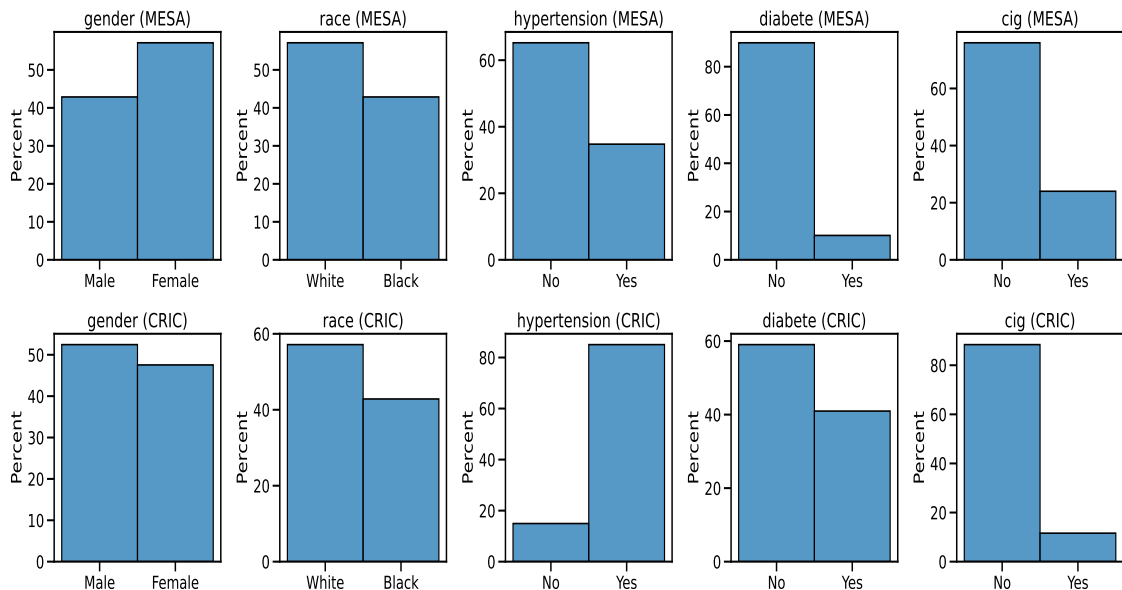 gender (MESA)
Percent
50
40
30
20
10
0
Male Female
race (MESA)
Percent
50
40
30
20
10
0
White Black
hypertension (MESA)
Percent
60
40
20
0
No Yes
diabete (MESA)
Percent
80
60
40
20
0
No Yes
cig (MESA)
Percent
60
40
20
0
No Yes
gender (CRIC)
Percent
50
40
30
20
10
0
Male Female
race (CRIC)
Percent
60
40
20
0
White Black
hypertension (CRIC)
Percent
80
60
40
20
0
No Yes
diabete (CRIC)
Percent
60
40
20
0
No Yes
cig (CRIC)
Percent
80
60
40
20
0
No Yes